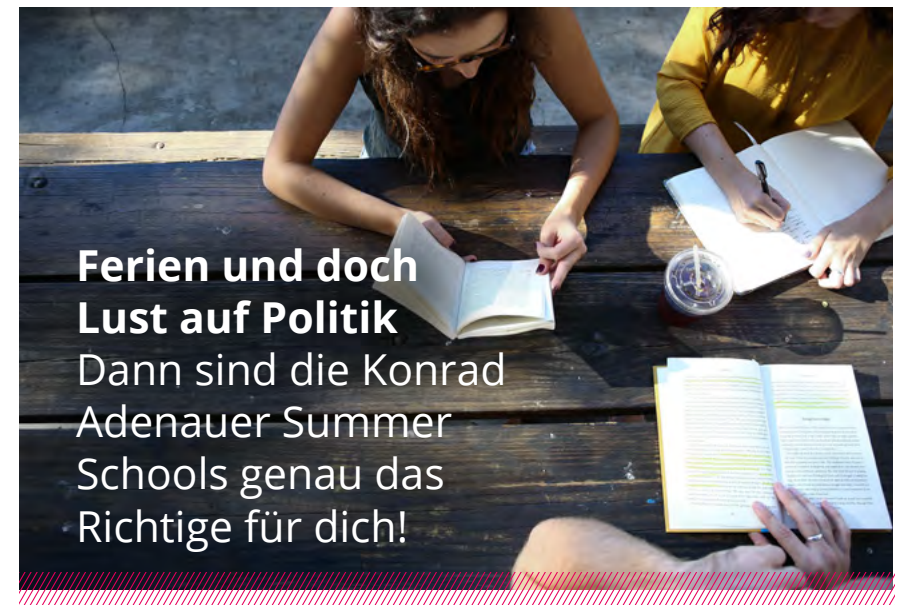 Ferien und doch
Lust auf Politik
Dann sind die Konrad
Adenauer Summer
Schools genau das
Richtige für dich!